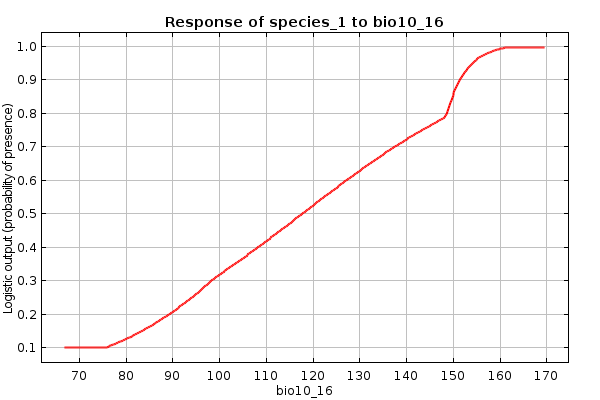 Response of species_1 to bio10_16
Logistic output (probability of presence)
1.0
0.9
0.8
0.7
0.6
0.5
0.4
0.3
0.2
0.1
70 80 90 100 110 120 130 140 150 160 170
bio10_16